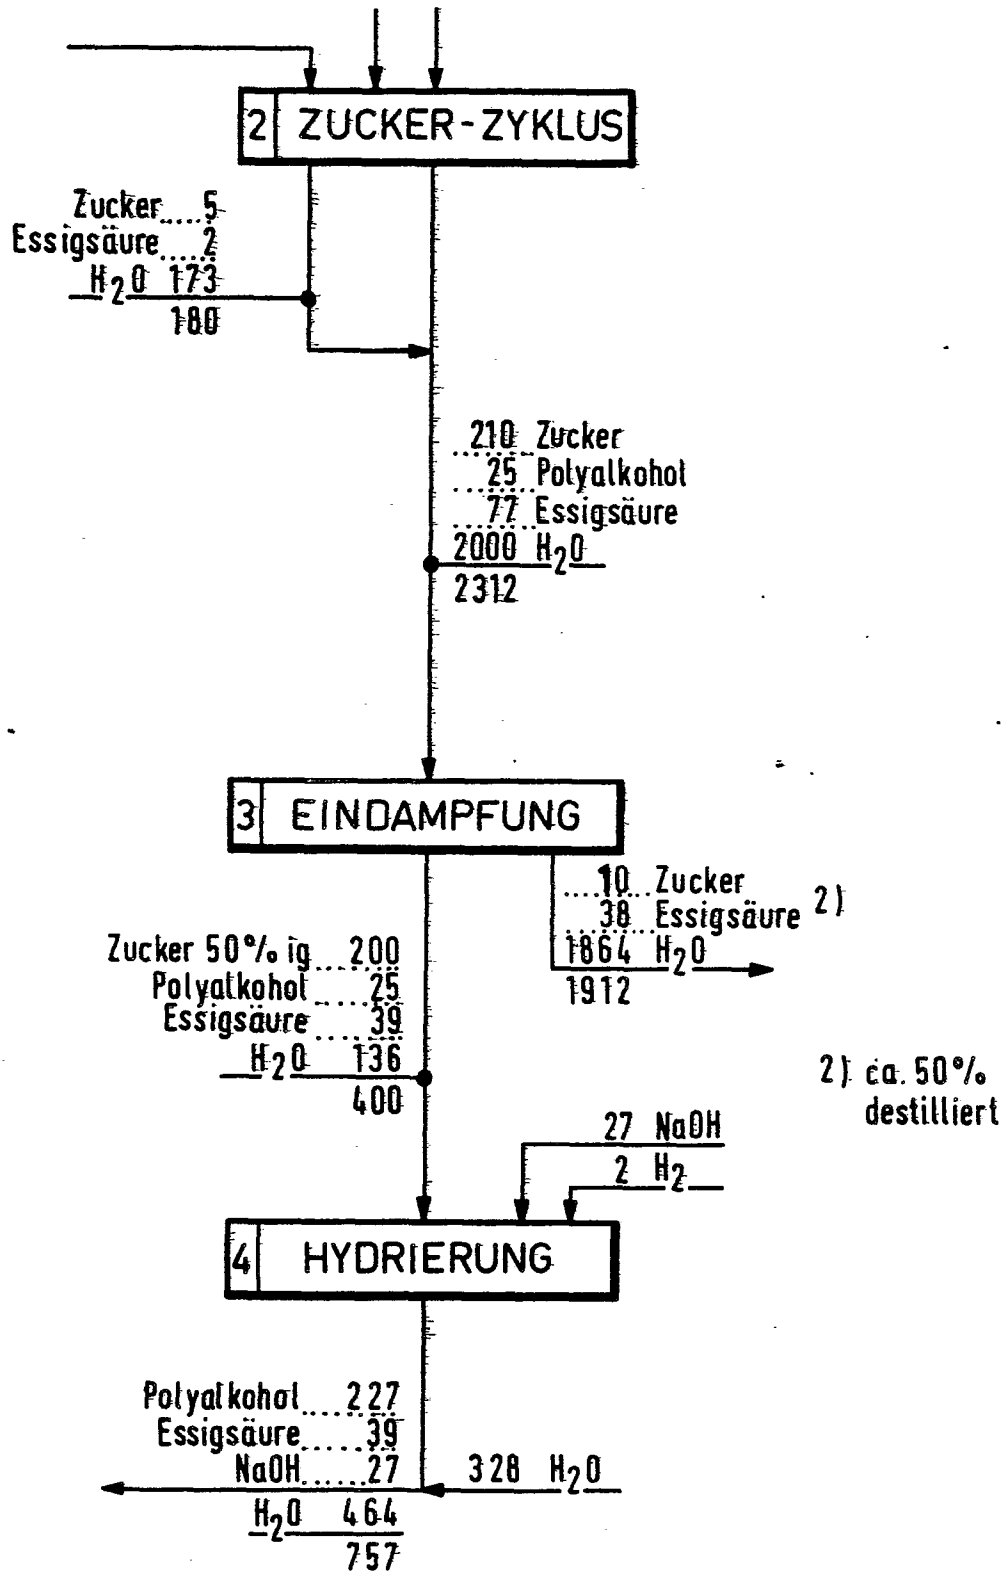 2 ZUCKER-ZYKLUS
Zucker.....5
Essigsäure.....2
H₂O 173
180
210 Zucker
25 Polyalkohol
77 Essigsäure
2000 H₂O
2312
3 EINDAMPFUNG
10 Zucker
38 Essigsäure 2)
1864 H₂O
1912
Zucker 50% ig....200
Polyalkohol.....25
Essigsäure.....39
H₂O 136
400
2) ca. 50%
destilliert
27 NaOH
2 H₂
4 HYDRIERUNG
Polyalkohol....227
Essigsäure.....39
NaOH......27
328 H₂O
H₂O 464
757